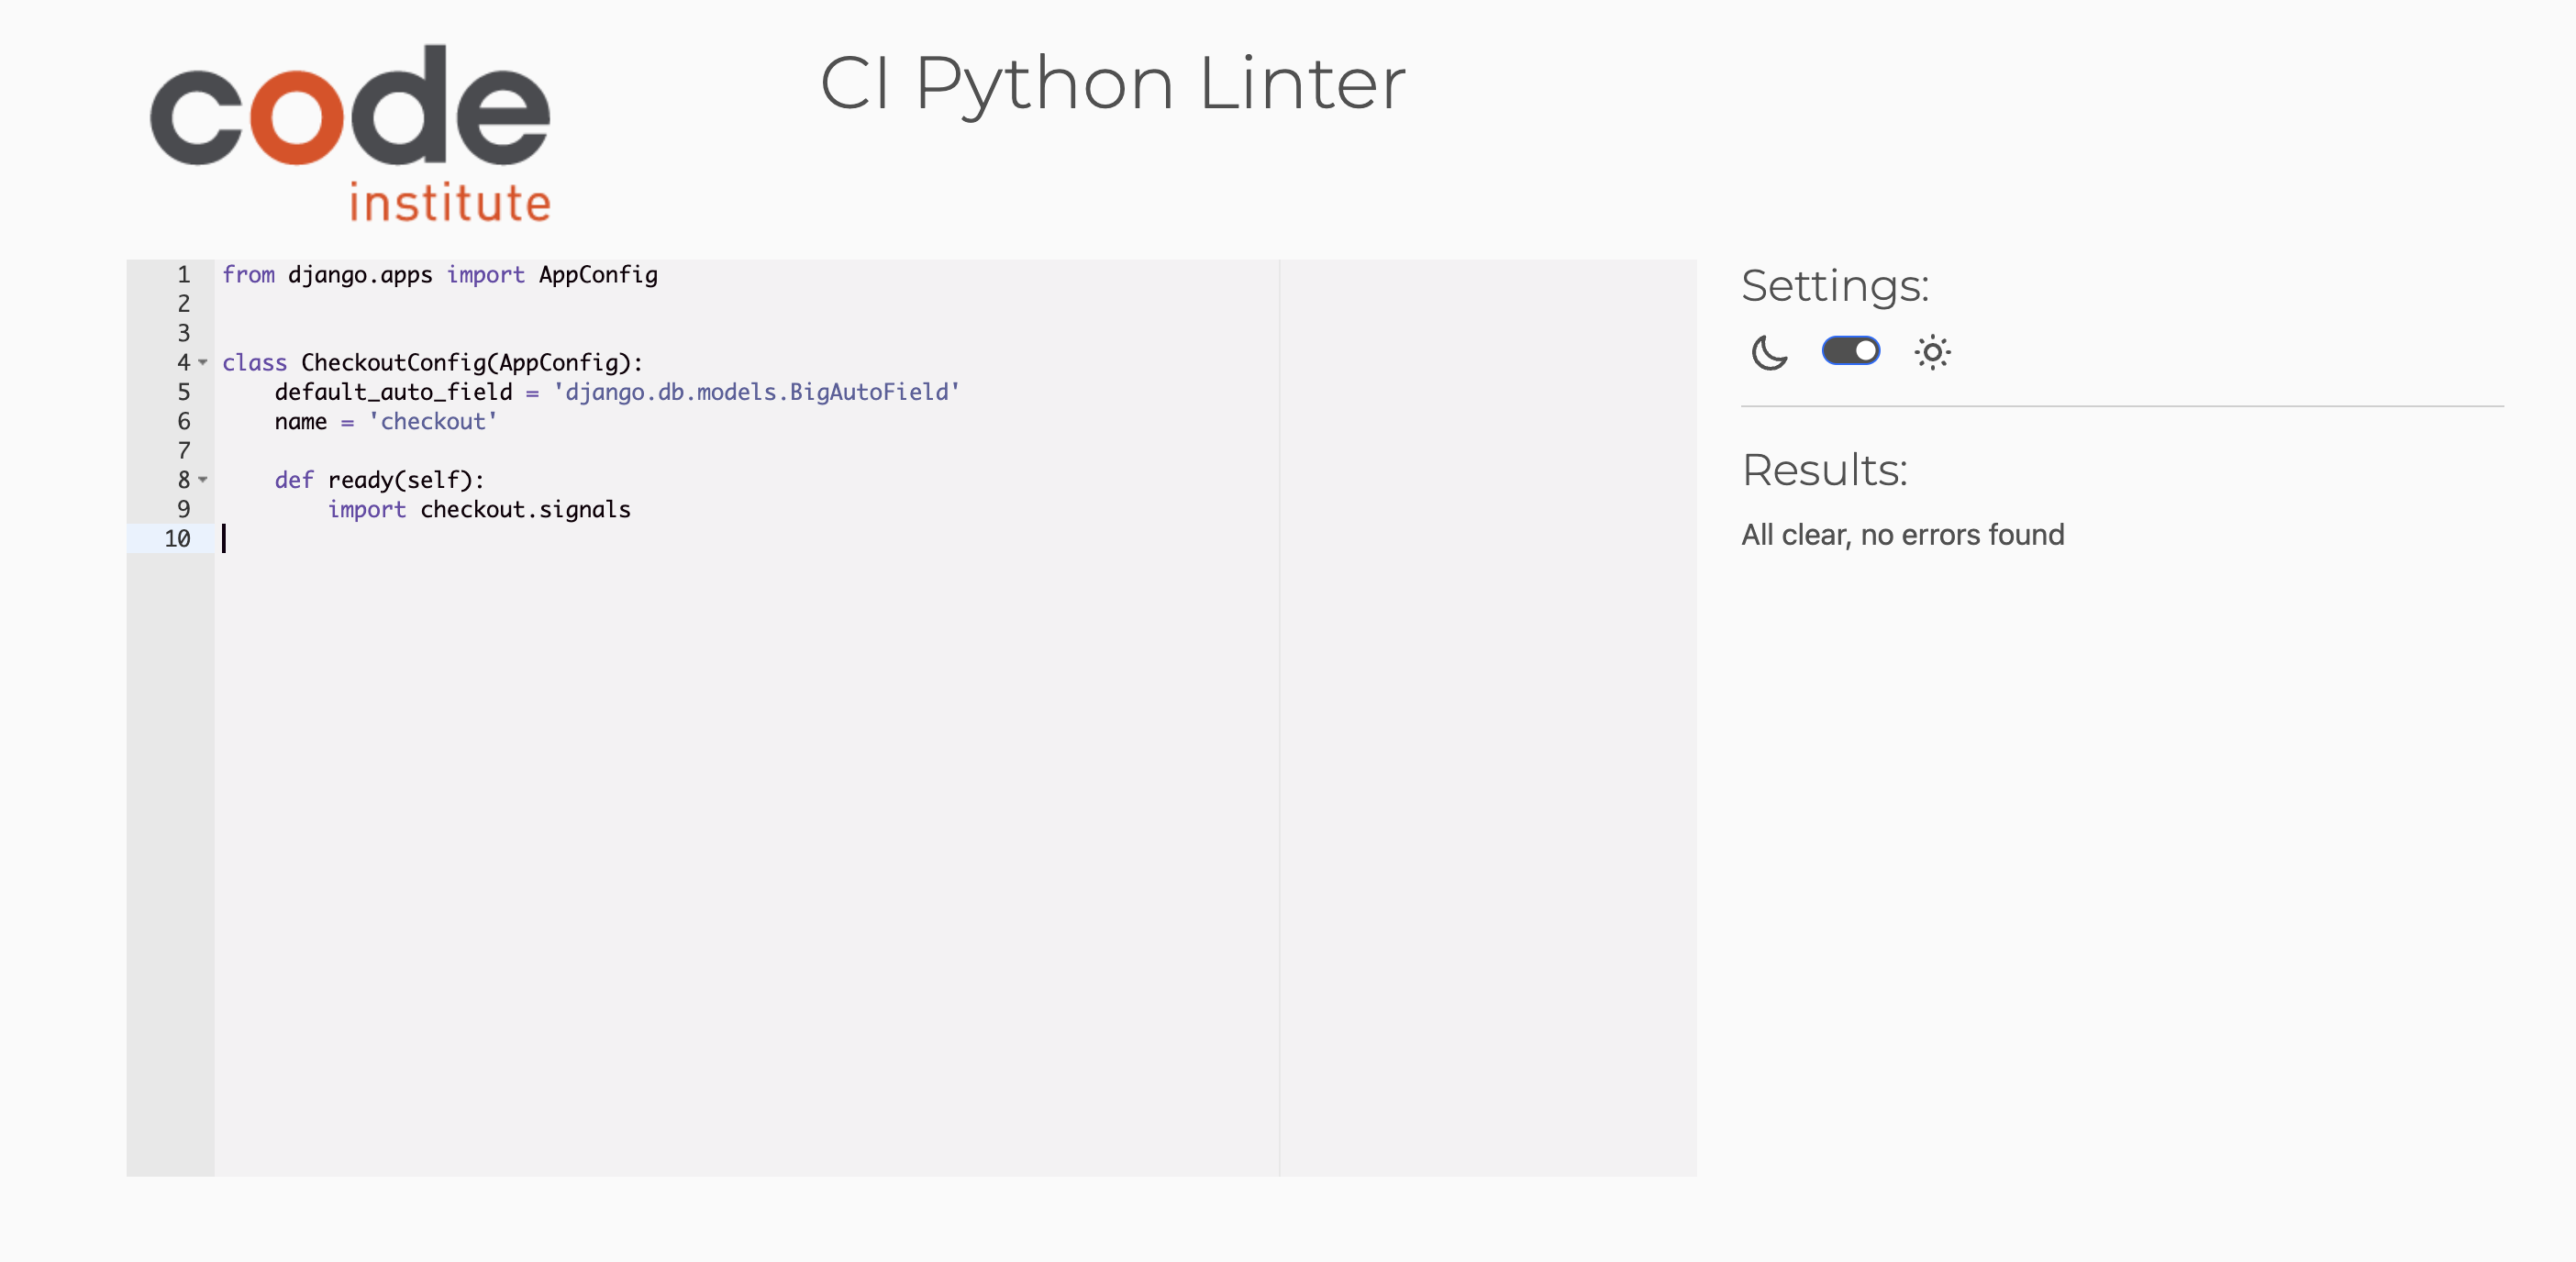 code
institute
CI Python Linter
1 from django.apps import AppConfig
2
3
4 class CheckoutConfig(AppConfig):
5     default_auto_field = 'django.db.models.BigAutoField'
6     name = 'checkout'
7
8     def ready(self):
9         import checkout.signals
10
Settings:
Results:
All clear, no errors found